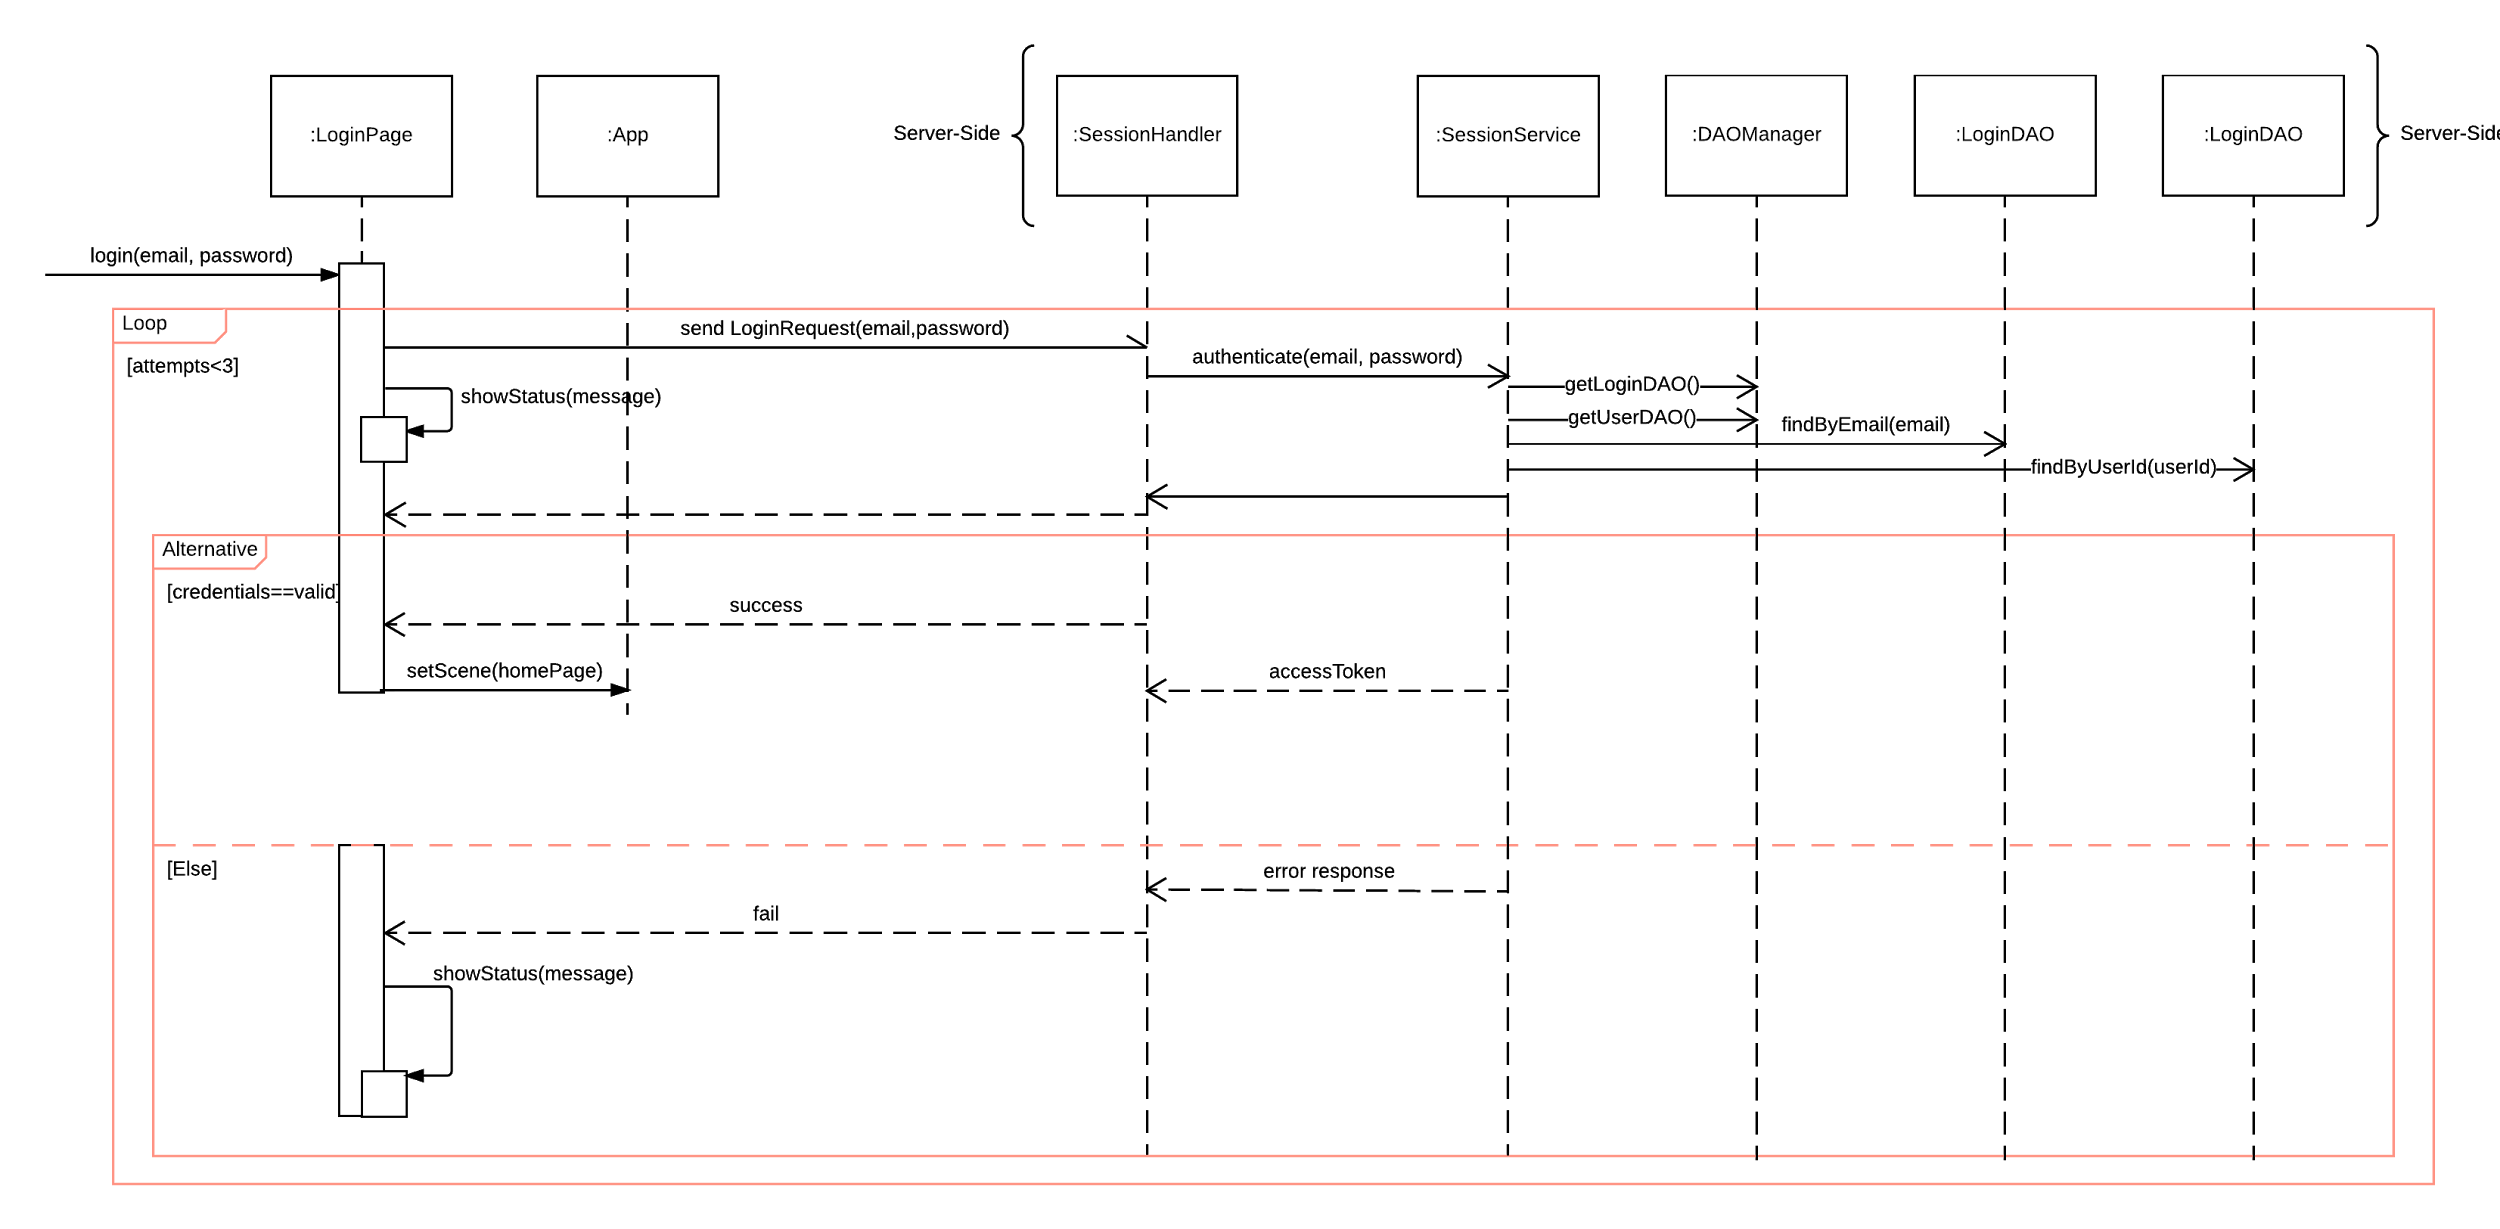 :LoginPage
:App
Server-Side
:SessionHandler
:SessionService
:DAOManager
:LoginDAO
:LoginDAO
Server-Side
login(email, password)
Loop
send LoginRequest(email,password)
[attempts<3]
authenticate(email, password)
getLoginDAO()
showStatus(message)
getUserDAO()
findByEmail(email)
findByUserId(userId)
Alternative
[credentials==valid]
success
setScene(homePage)
accessToken
[Else]
error response
fail
showStatus(message)